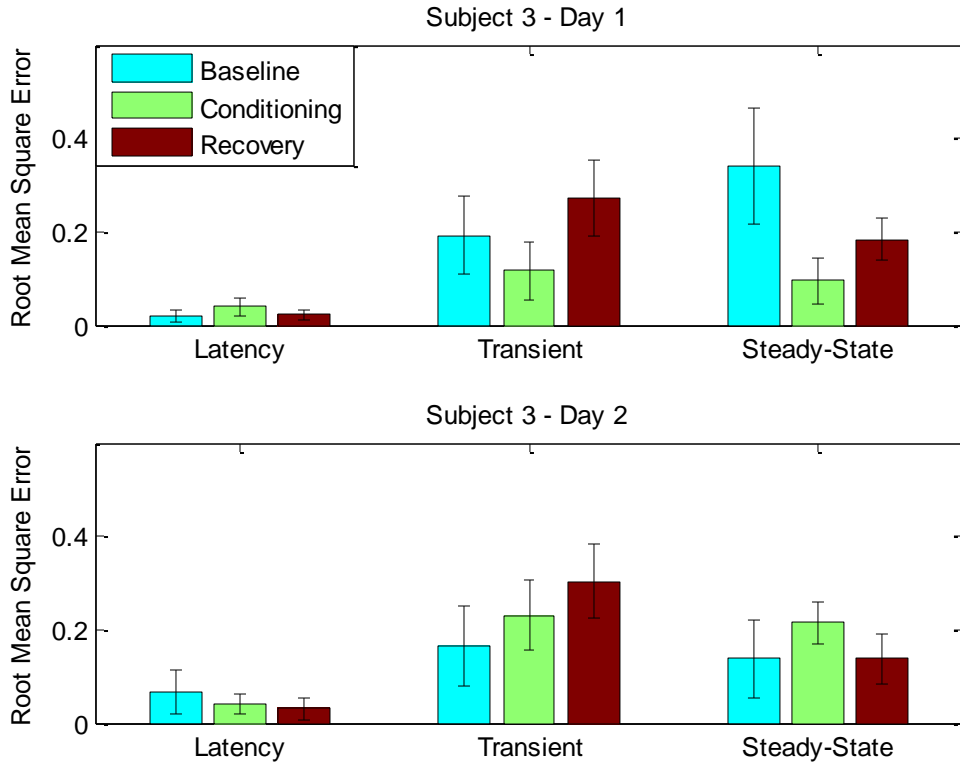 Subject 3 - Day 1
Root Mean Square Error
0.4
0.2
0
Baseline
Conditioning
Recovery
Latency
Transient
Steady-State
Subject 3 - Day 2
Root Mean Square Error
0.4
0.2
0
Latency
Transient
Steady-State